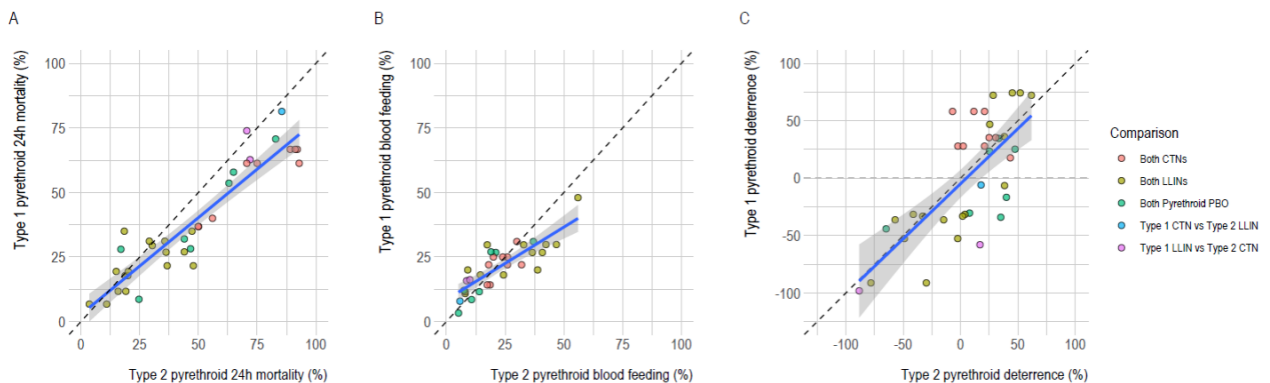 A
Type 1 pyrethroid 24h mortality (%)
100
75
50
25
0
0 25 50 75 100
Type 2 pyrethroid 24h mortality (%)
B
Type 1 pyrethroid blood feeding (%)
100
75
50
25
0
0 25 50 75 100
Type 2 pyrethroid blood feeding (%)
C
Type 1 pyrethroid deterrence (%)
100
50
0
-50
-100
-100 -50 0 50 100
Type 2 pyrethroid deterrence (%)
Comparison
Both CTNs
Both LLINs
Both Pyrethroid PBO
Type 1 CTN vs Type 2 LLIN
Type 1 LLIN vs Type 2 CTN